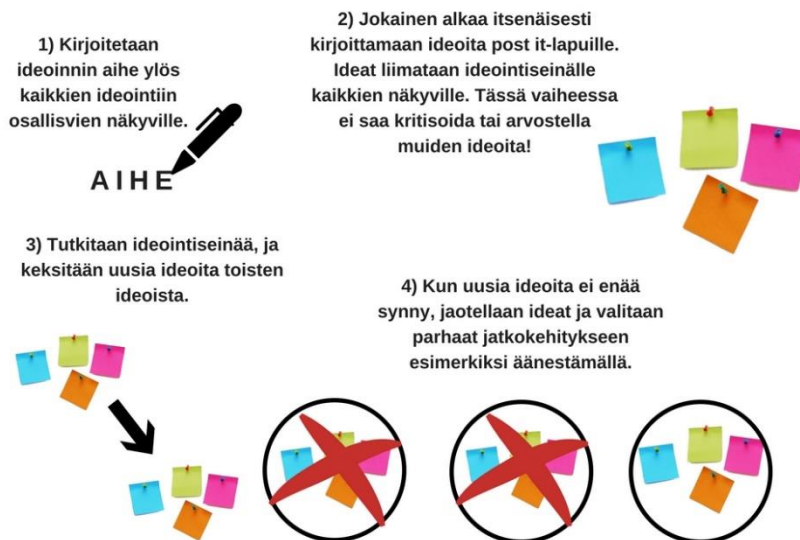 1) Kirjoitetaan
ideoinnin aihe ylös
kaikkien ideointiin
osallisvien näkyville.
AIHE
2) Jokainen alkaa itsenäisesti
kirjoittamaan ideoita post it-lapuille.
Ideat liimataan ideointiseinälle
kaikkien näkyville. Tässä vaiheessa
ei saa kritisoida tai arvostella
muiden ideoita!
3) Tutkitaan ideointiseinää, ja
keksitään uusia ideoita toisten
ideoista.
4) Kun uusia ideoita ei enää
synny, jaotellaan ideat ja valitaan
parhaat jatkokehitykseen
esimerkiksi äänestämällä.